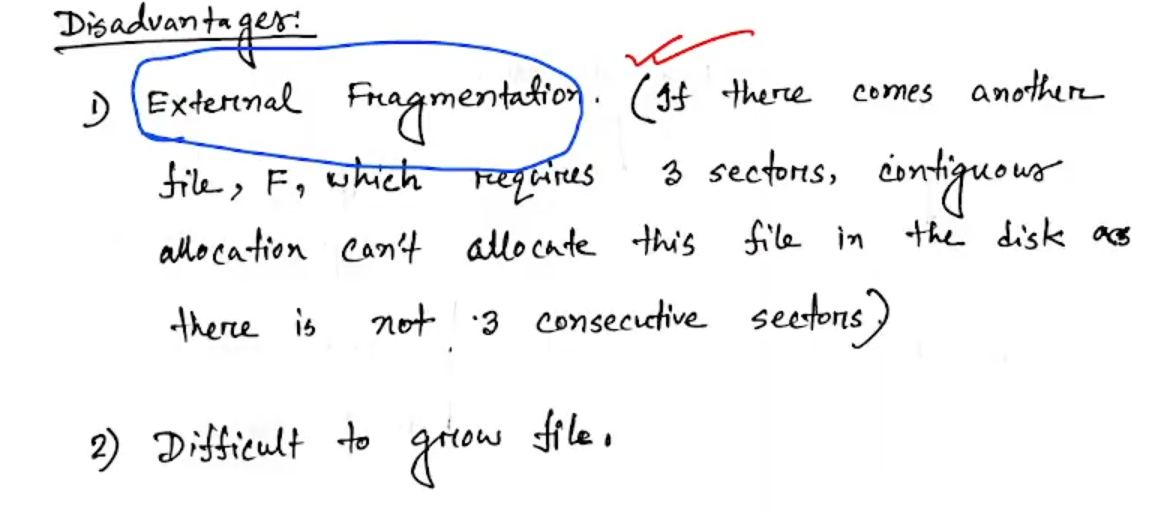 Disadvantages:
1) External Fragmentation. (If there comes another
file, F, which requires 3 sectors, contiguous
allocation can't allocate this file in the disk as
there is not 3 consecutive sectors)
2) Difficult to grow file.